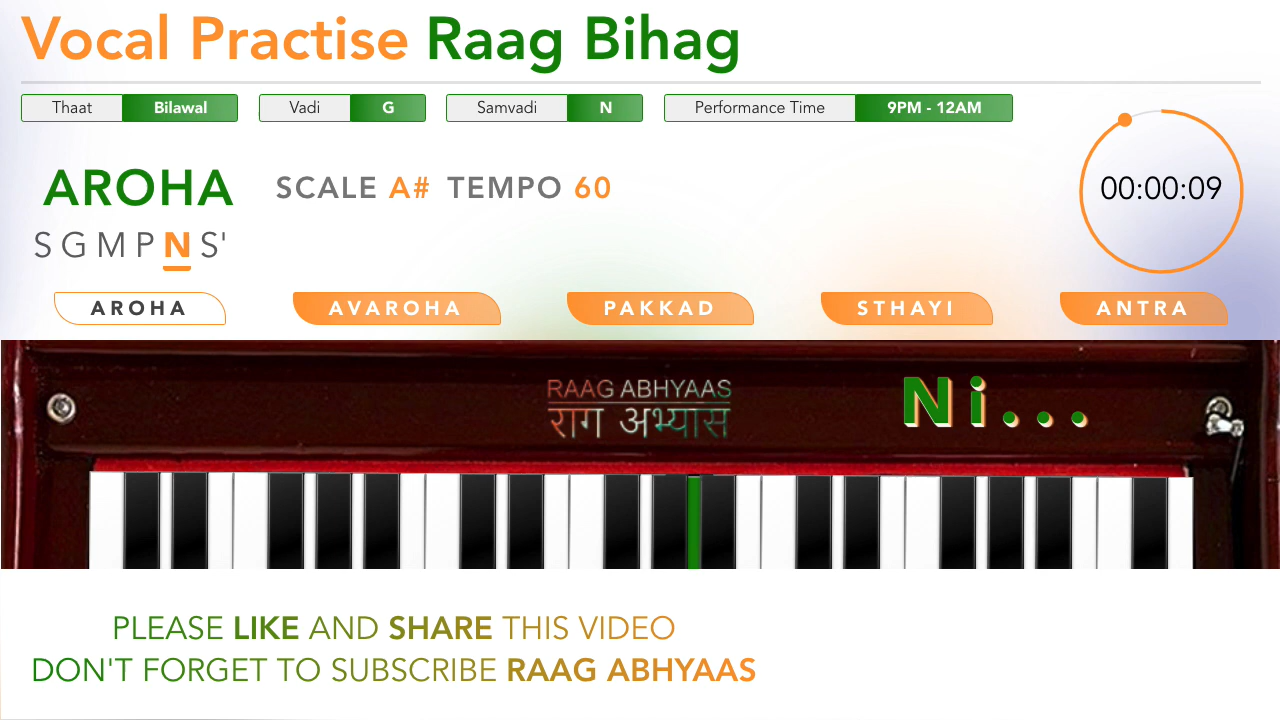 Vocal Practise Raag Bihag
Thaat Bilawal Vadi G Samvadi N Performance Time 9PM - 12AM
AROHA SCALE A# TEMPO 60
00:00:09
S G M P N S'
AROHA AVAROHA PAKKAD STHAYI ANTRA
RAAG ABHYAAS
राग अभ्यास
Ni...
PLEASE LIKE AND SHARE THIS VIDEO
DON'T FORGET TO SUBSCRIBE RAAG ABHYAAS